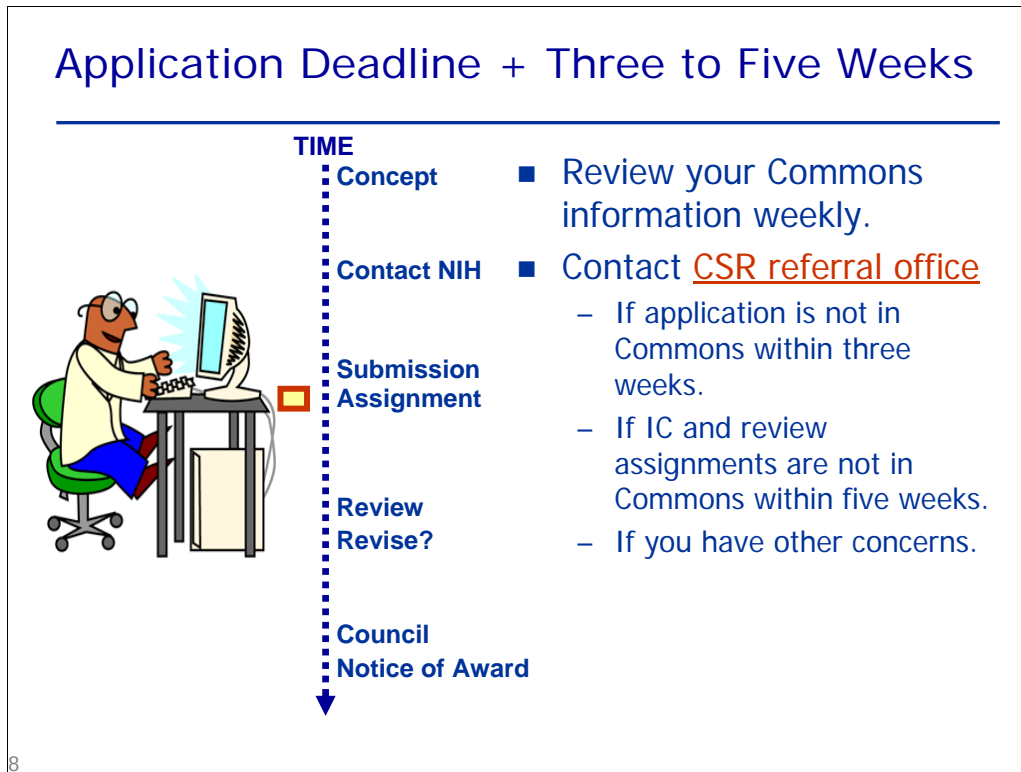 Application Deadline + Three to Five Weeks
TIME
Concept
Contact NIH
Submission
Assignment
Review
Revise?
Council
Notice of Award
■ Review your Commons
information weekly.
■ Contact CSR referral office
– If application is not in
Commons within three
weeks.
– If IC and review
assignments are not in
Commons within five weeks.
– If you have other concerns.
8